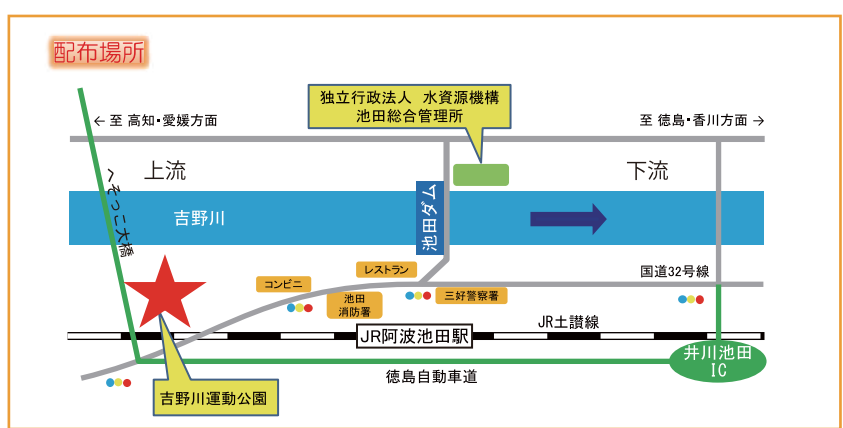 配布場所
独立行政法人　水資源機構
池田総合管理所
← 至 高知・愛媛方面
至 徳島・香川方面 →
上流
下流
へそっこ大橋
吉野川
池田ダム
国道32号線
レストラン
コンビニ
池田
消防署
三好警察署
JR土讃線
JR阿波池田駅
井川池田
IC
徳島自動車道
吉野川運動公園